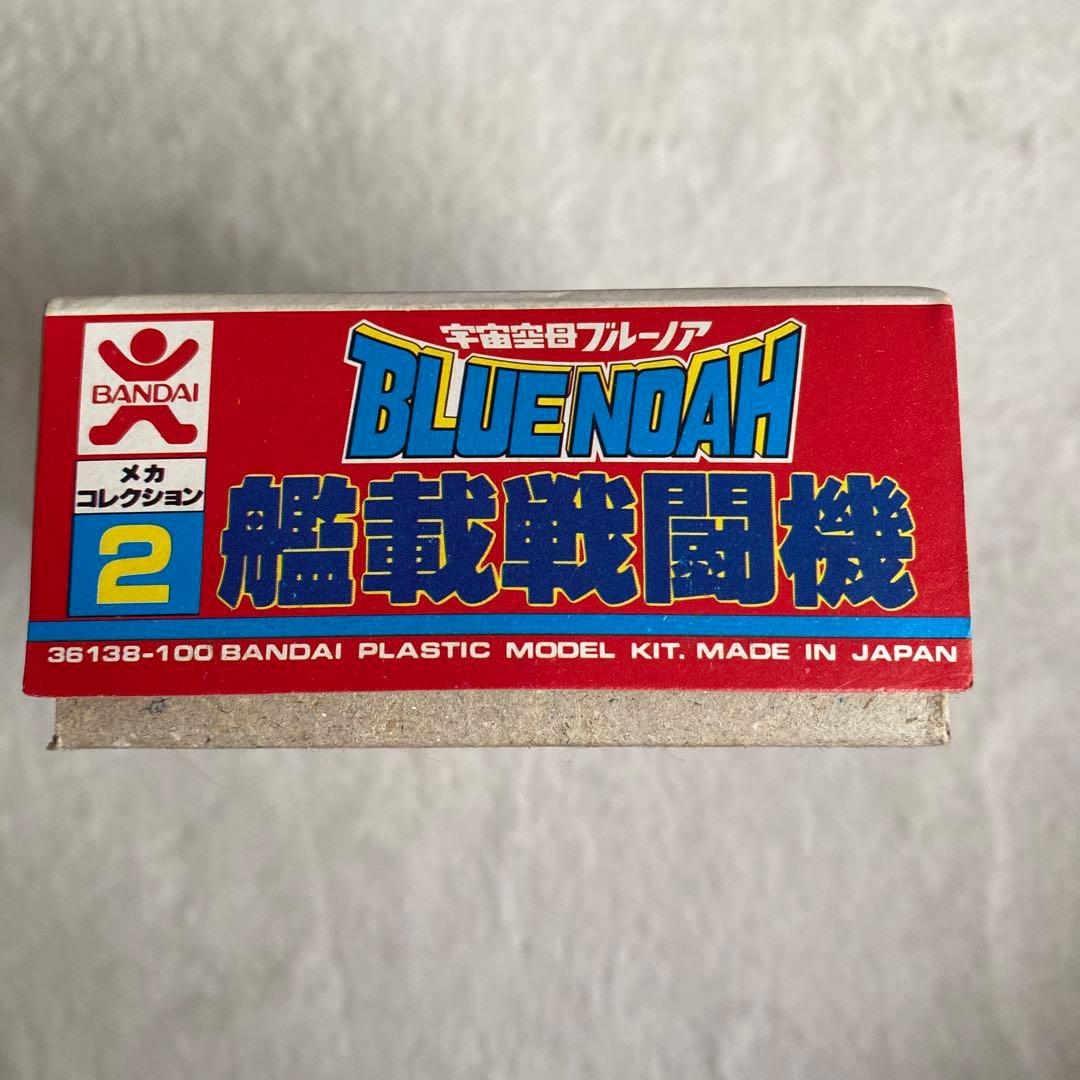 BANDAI
メカ
コレクション
2
宇宙空母ブルーノア
BLUE NOAH
艦載戦闘機
36138-100 BANDAI PLASTIC MODEL KIT. MADE IN JAPAN